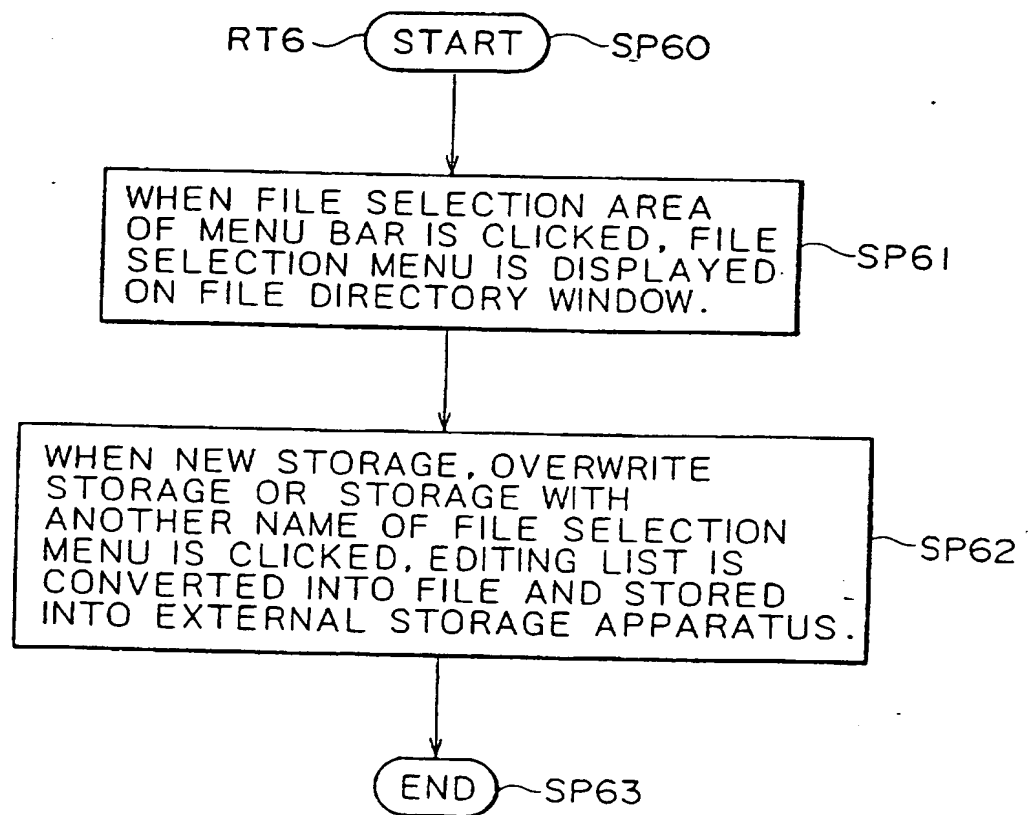 RT6 START SP60
WHEN FILE SELECTION AREA
OF MENU BAR IS CLICKED, FILE
SELECTION MENU IS DISPLAYED
ON FILE DIRECTORY WINDOW.
SP61
WHEN NEW STORAGE, OVERWRITE
STORAGE OR STORAGE WITH
ANOTHER NAME OF FILE SELECTION
MENU IS CLICKED, EDITING LIST IS
CONVERTED INTO FILE AND STORED
INTO EXTERNAL STORAGE APPARATUS.
SP62
END SP63